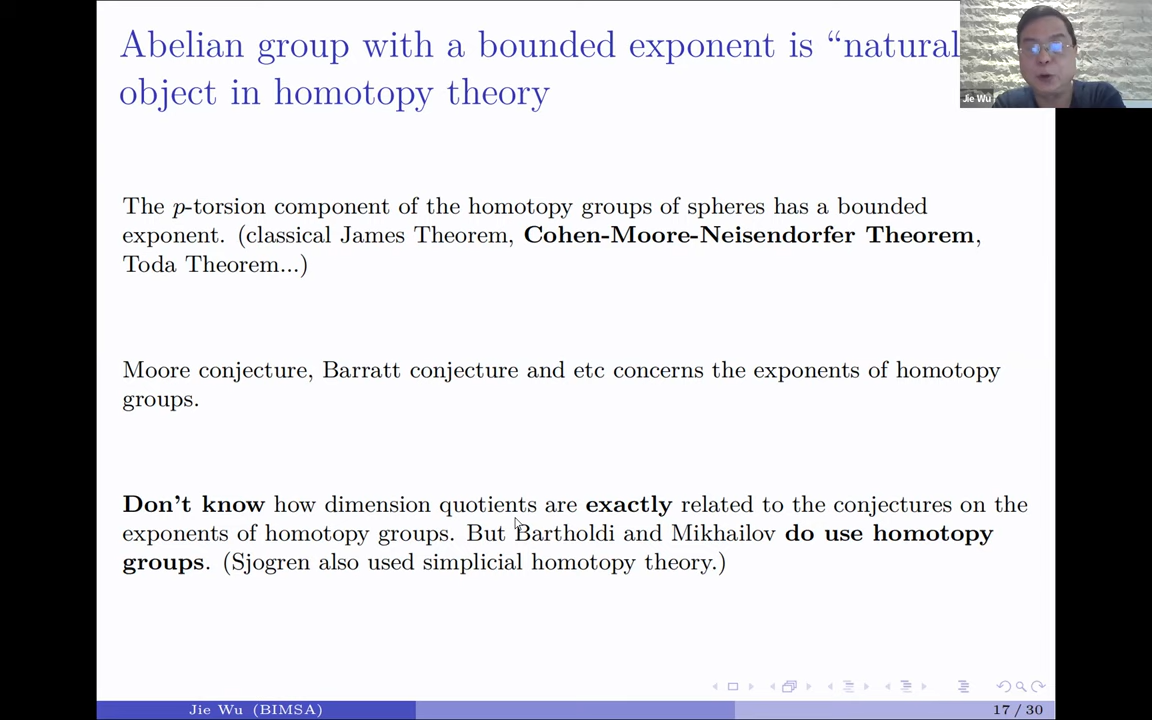 Abelian group with a bounded exponent is “natural
object in homotopy theory
Jie Wu
The p-torsion component of the homotopy groups of spheres has a bounded
exponent. (classical James Theorem, Cohen-Moore-Neisendorfer Theorem,
Toda Theorem...)
Moore conjecture, Barratt conjecture and etc concerns the exponents of homotopy
groups.
Don't know how dimension quotients are exactly related to the conjectures on the
exponents of homotopy groups. But Bartholdi and Mikhailov do use homotopy
groups. (Sjogren also used simplicial homotopy theory.)
Jie Wu (BIMSA)
17 / 30